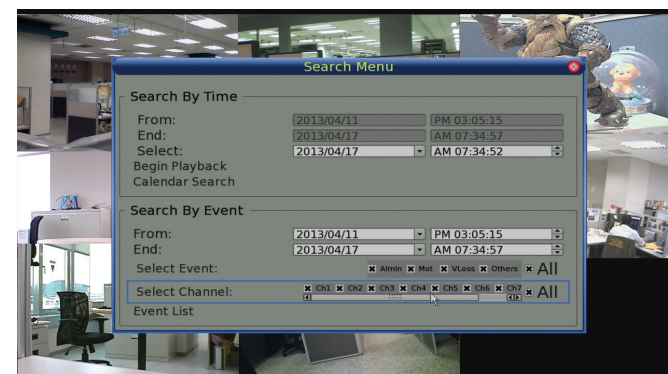 Search Menu
Search By Time
From: 2013/04/11 PM 03:05:15
End: 2013/04/17 AM 07:34:57
Select: 2013/04/17 AM 07:34:52
Begin Playback
Calendar Search
Search By Event
From: 2013/04/11 PM 03:05:15
End: 2013/04/17 AM 07:34:57
Select Event: Almin Mot VLoss Others All
Select Channel: Ch1 Ch2 Ch3 Ch4 Ch5 Ch6 Ch7 All
Event List